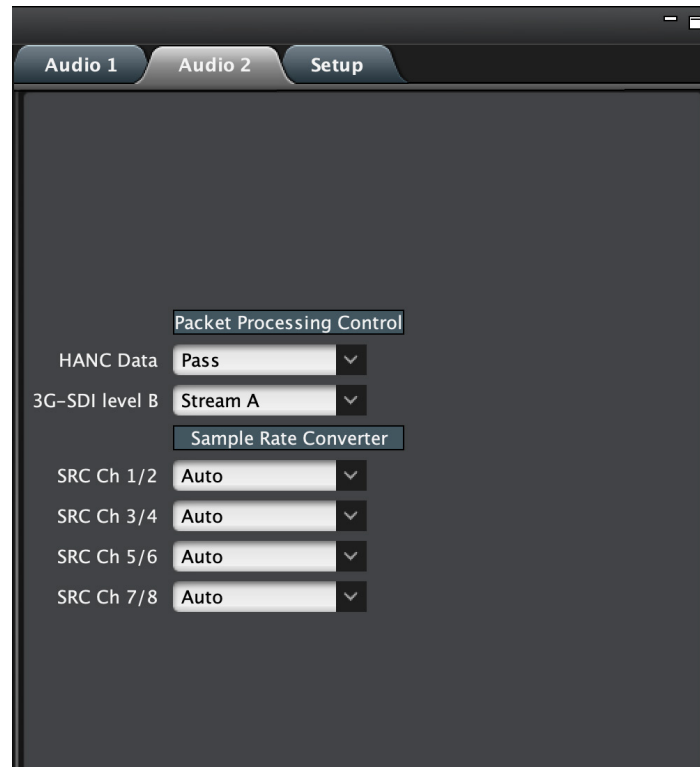 Audio 1 Audio 2 Setup
Packet Processing Control
HANC Data Pass
3G-SDI level B Stream A
Sample Rate Converter
SRC Ch 1/2 Auto
SRC Ch 3/4 Auto
SRC Ch 5/6 Auto
SRC Ch 7/8 Auto